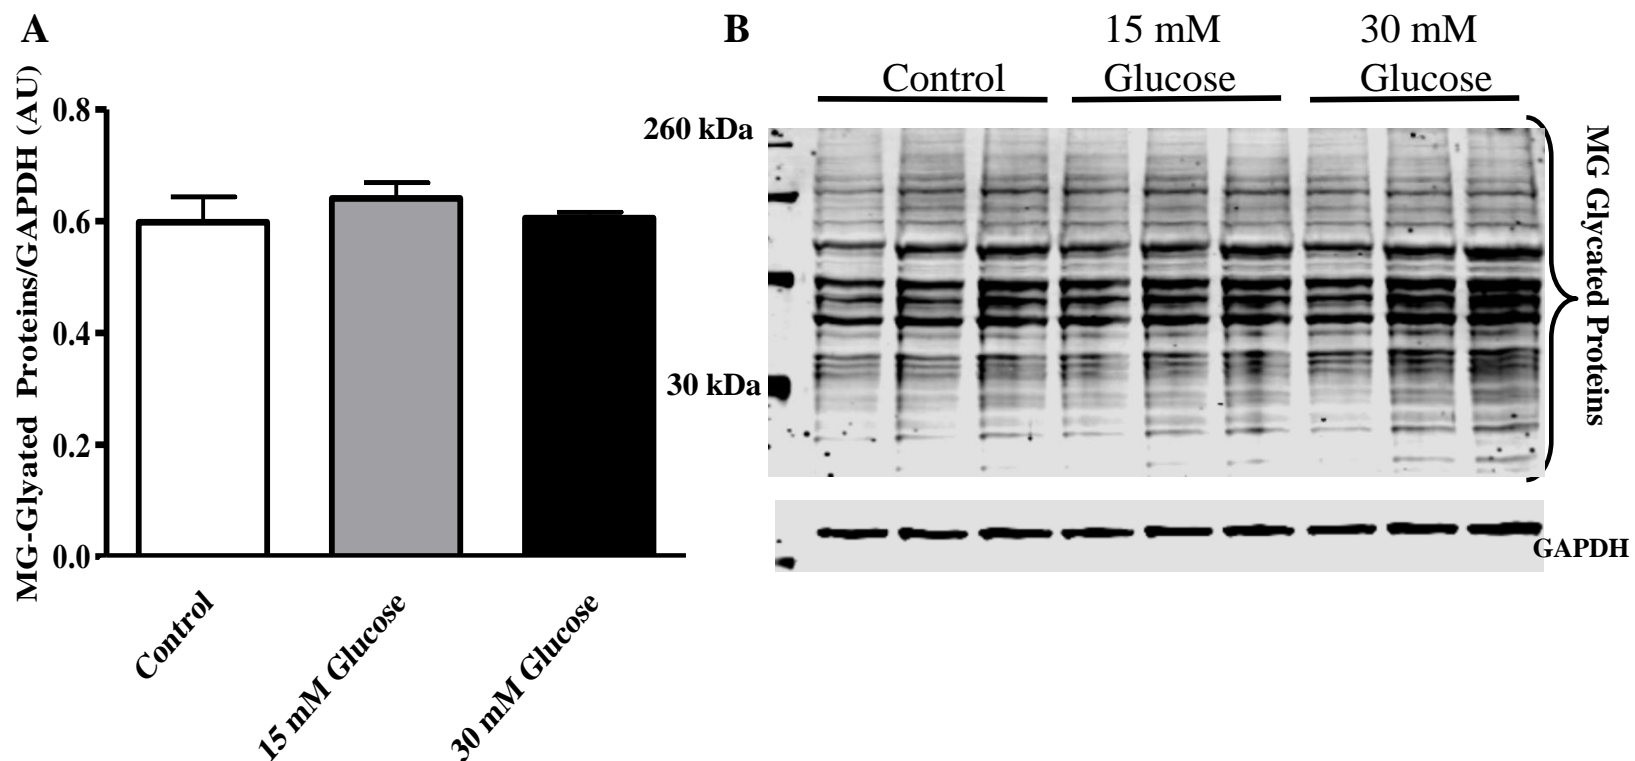 A
MG-Glyated Proteins/GAPDH (AU)
0.8
0.6
0.4
0.2
0.0
Control
15 mM Glucose
30 mM Glucose
B
Control
15 mM
Glucose
30 mM
Glucose
260 kDa
30 kDa
MG Glycated Proteins
GAPDH